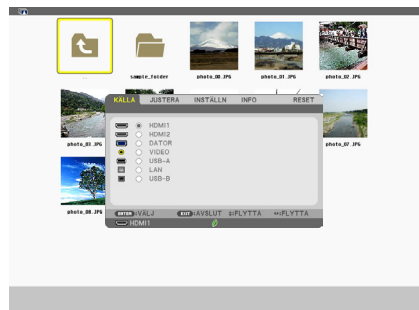 ..
sample_folder
photo_00.JPG
photo_01.JPG
photo_02.JPG
KÄLLA JUSTERA INSTÄLLN INFO RESET
HDMI1
HDMI2
DATOR
VIDEO
USB-A
LAN
USB-B
photo_03.JPG
photo_07.JPG
photo_08.JPG
ENTER :VÄLJ EXIT :AVSLUT ↕:FLYTTA ↔:FLYTTA
HDMI1